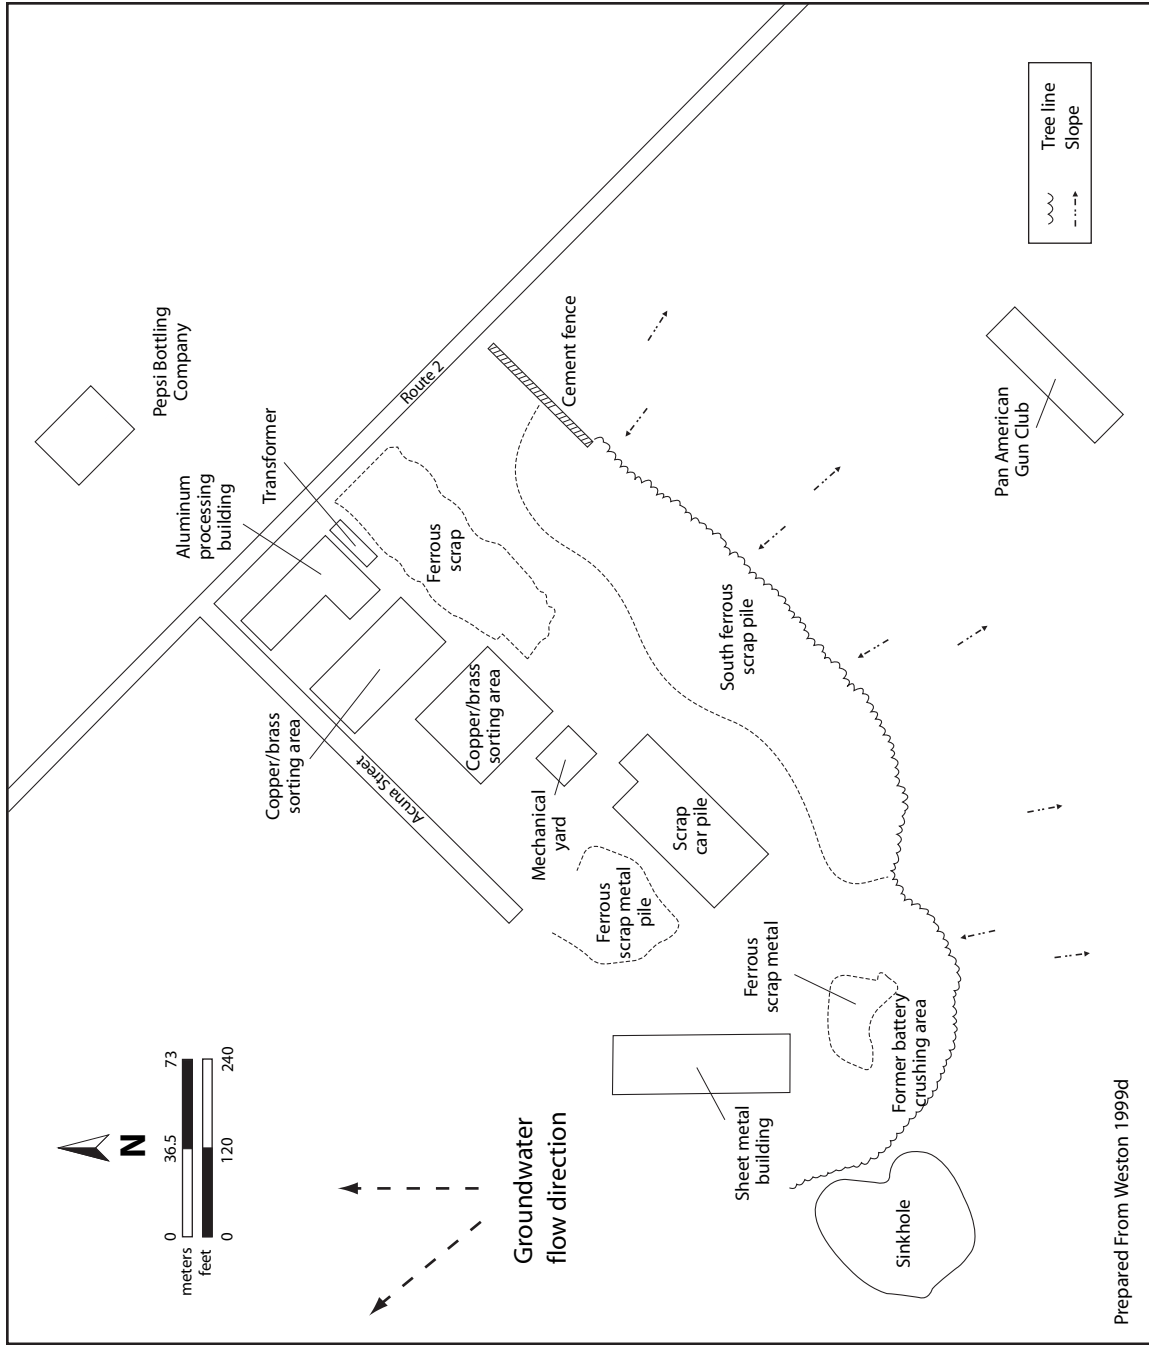 N
meters 0 36.5 73
feet
0 120 240
Pepsi Bottling
Company
Aluminum
processing
building
Transformer
Copper/brass
sorting area
Acuna Street
Route 2
Ferrous
scrap
Copper/brass
sorting area
Groundwater
flow direction
Mechanical
yard
Cement fence
Ferrous
scrap metal
pile
Scrap
car pile
South ferrous
scrap pile
Sheet metal
building
Ferrous
scrap metal
Former battery
crushing area
Sinkhole
Pan American
Gun Club
Tree line
Slope
Prepared From Weston 1999d